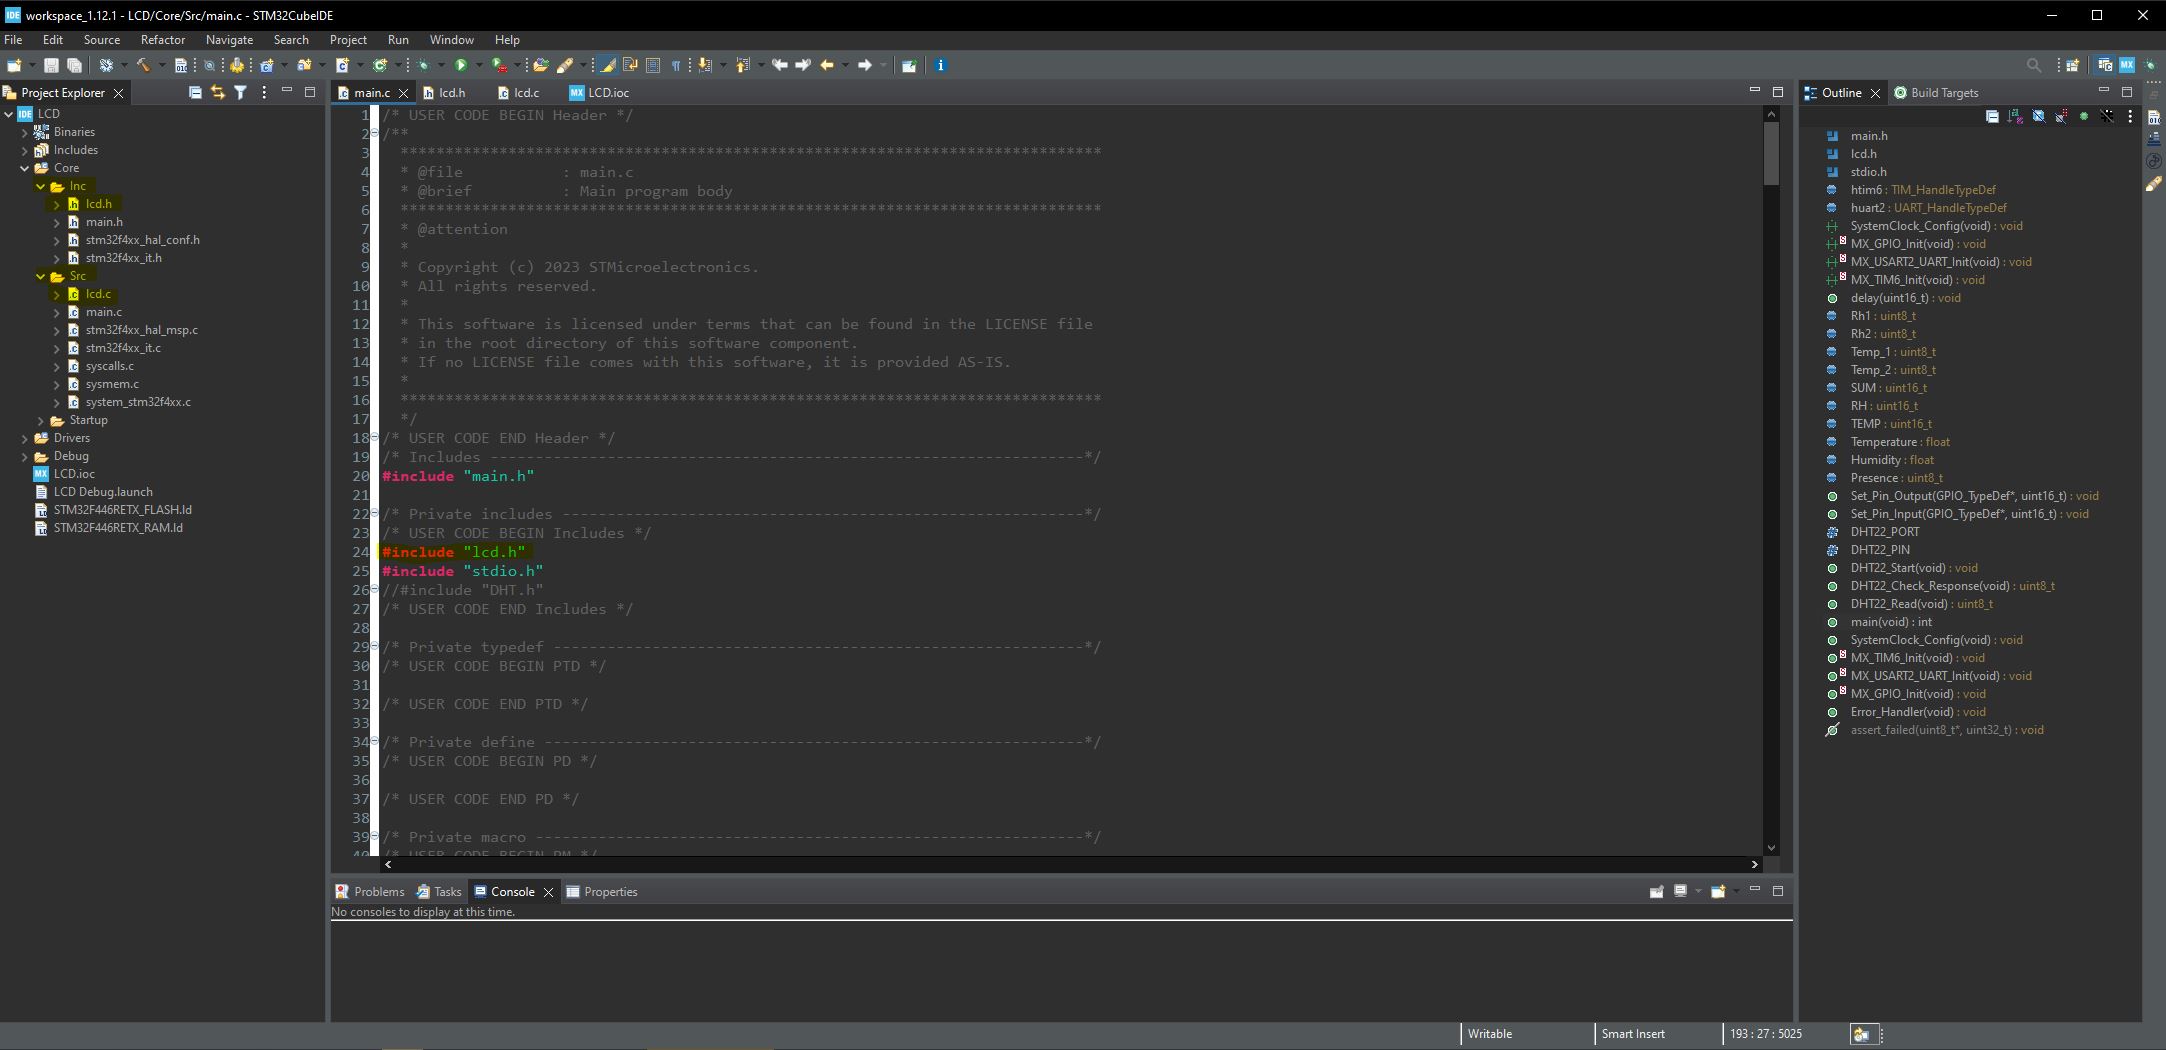 IDE workspace_1.12.1 - LCD/Core/Src/main.c - STM32CubeIDE
File Edit Source Refactor Navigate Search Project Run Window Help
Project Explorer
IDE LCD
Binaries
Includes
Core
Inc
lcd.h
main.h
stm32f4xx_hal_conf.h
stm32f4xx_it.h
Src
lcd.c
main.c
stm32f4xx_hal_msp.c
stm32f4xx_it.c
syscalls.c
sysmem.c
system_stm32f4xx.c
Startup
Drivers
Debug
MX LCD.ioc
LCD Debug.launch
STM32F446RETX_FLASH.ld
STM32F446RETX_RAM.ld
main.c lcd.h lcd.c MX LCD.ioc
1 /* USER CODE BEGIN Header */
2 /**
3 ******************************************************************************
4 * @file : main.c
5 * @brief : Main program body
6 ******************************************************************************
7 * @attention
8 *
9 * Copyright (c) 2023 STMicroelectronics.
10 * All rights reserved.
11 *
12 * This software is licensed under terms that can be found in the LICENSE file
13 * in the root directory of this software component.
14 * If no LICENSE file comes with this software, it is provided AS-IS.
15 *
16 ******************************************************************************
17 */
18 /* USER CODE END Header */
19 /* Includes ------------------------------------------------------------------*/
20 #include "main.h"
21
22 /* Private includes ----------------------------------------------------------*/
23 /* USER CODE BEGIN Includes */
24 #include "lcd.h"
25 #include "stdio.h"
26 //#include "DHT.h"
27 /* USER CODE END Includes */
28
29 /* Private typedef -----------------------------------------------------------*/
30 /* USER CODE BEGIN PTD */
31
32 /* USER CODE END PTD */
33
34 /* Private define ------------------------------------------------------------*/
35 /* USER CODE BEGIN PD */
36
37 /* USER CODE END PD */
38
39 /* Private macro -------------------------------------------------------------*/
40 /* USER CODE BEGIN PM */
Problems Tasks Console Properties
No consoles to display at this time.
Outline Build Targets
main.h
lcd.h
stdio.h
htim6 : TIM_HandleTypeDef
huart2 : UART_HandleTypeDef
SystemClock_Config(void) : void
MX_GPIO_Init(void) : void
MX_USART2_UART_Init(void) : void
MX_TIM6_Init(void) : void
delay(uint16_t) : void
Rh1 : uint8_t
Rh2 : uint8_t
Temp_1 : uint8_t
Temp_2 : uint8_t
SUM : uint16_t
RH : uint16_t
TEMP : uint16_t
Temperature : float
Humidity : float
Presence : uint8_t
Set_Pin_Output(GPIO_TypeDef*, uint16_t) : void
Set_Pin_Input(GPIO_TypeDef*, uint16_t) : void
DHT22_PORT
DHT22_PIN
DHT22_Start(void) : void
DHT22_Check_Response(void) : uint8_t
DHT22_Read(void) : uint8_t
main(void) : int
SystemClock_Config(void) : void
MX_TIM6_Init(void) : void
MX_USART2_UART_Init(void) : void
MX_GPIO_Init(void) : void
Error_Handler(void) : void
assert_failed(uint8_t*, uint32_t) : void
Writable Smart Insert 193 : 27 : 5025